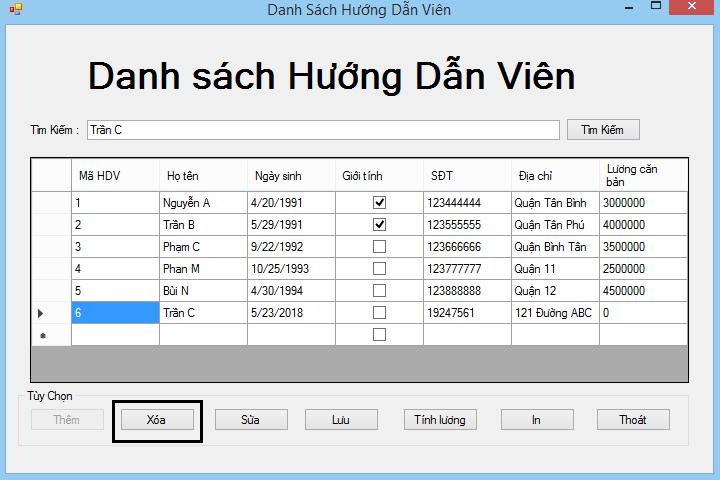 Danh Sách Hướng Dẫn Viên
Danh sách Hướng Dẫn Viên
Tìm Kiếm : Trần C Tìm Kiếm
Mã HDV Họ tên Ngày sinh Giới tính SĐT Địa chỉ Lương căn bản
1 Nguyễn A 4/20/1991 123444444 Quận Tân Bình 3000000
2 Trần B 5/29/1991 123555555 Quận Tân Phú 4000000
3 Phạm C 9/22/1992 123666666 Quận Bình Tân 3500000
4 Phan M 10/25/1993 123777777 Quận 11 2500000
5 Bùi N 4/30/1994 123888888 Quận 12 4500000
6 Trần C 5/23/2018 19247561 121 Đường ABC 0
Tùy Chọn
Thêm Xóa Sửa Lưu Tính lương In Thoát